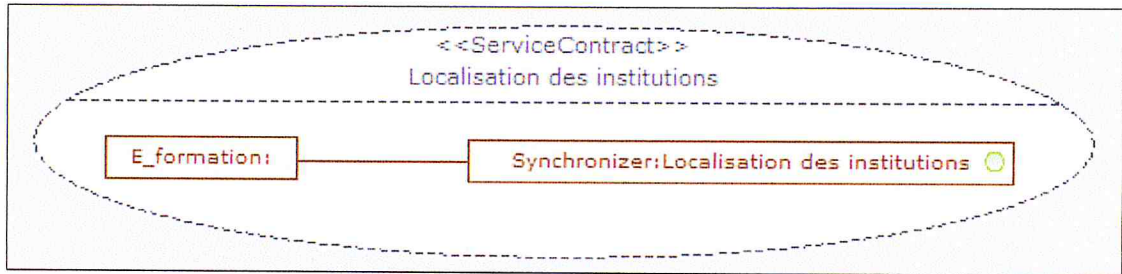 <<ServiceContract>>
Localisation des institutions
E_formation:
Synchronizer:Localisation des institutions